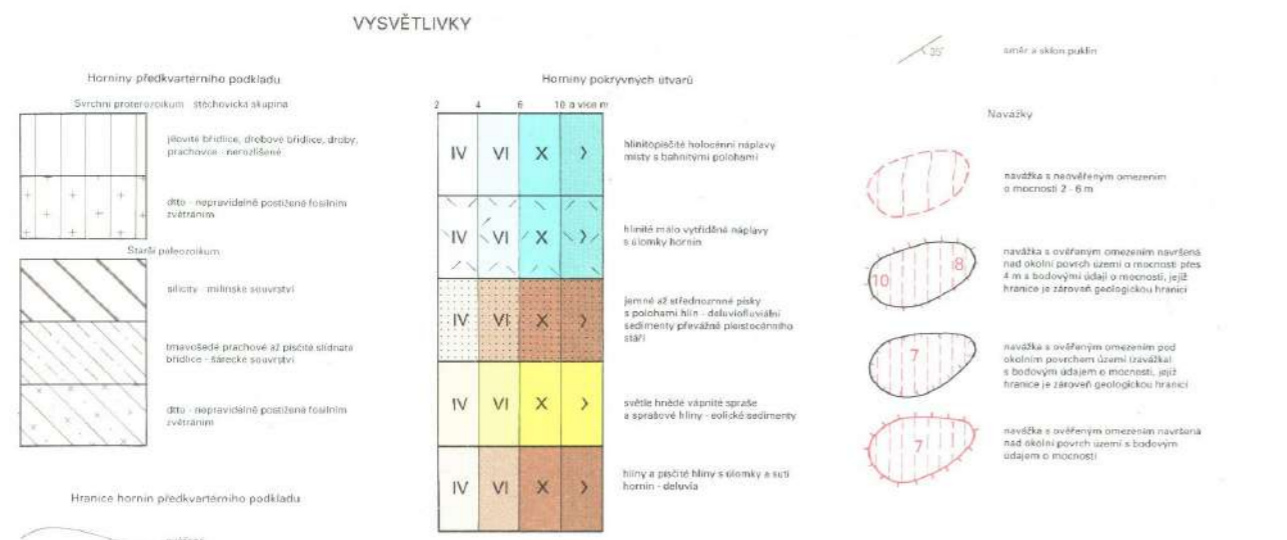 VYSVĚTLIVKY
Horniny předkvarterního podkladu
Svrchní proterozoikum - štěchovická skupina
jílovité břidlice, drobové břidlice, droby,
prachovce - nerozlišené
dtto - nepravidelně postižené fosilním
zvětráním
Starší paleozoikum
silicity - milínské souvrství
tmavošedé prachové až písčité slídnaté
břidlice - šárecké souvrství
dtto - nepravidelně postižené fosilním
zvětráním
Hranice hornin předkvarterního podkladu
Horniny pokryvných útvarů
2 4 6 10 a více m
IV VI X >
hlinitopísčité holocénní náplavy
místy s bahnitými polohami
IV VI X >
hlinité málo vytříděné náplavy
s úlomky hornin
IV VI X >
jemné až střednozrnné písky
s polohami hlín - deluviofluviální
sedimenty převážně pleistocénního
stáří
IV VI X >
světle hnědé vápnité spraše
a sprašové hlíny - eolické sedimenty
IV VI X >
hlíny a písčité hlíny s úlomky a sutí
hornin - deluvia
35°
směr a sklon puklin
Navážky
navážka s neověřeným omezením
o mocnosti 2 - 6 m
10 8
navážka s ověřeným omezením navršená
nad okolní povrch území o mocnosti přes
4 m s bodovými údaji o mocnosti, jejíž
hranice je zároveň geologickou hranicí
7
navážka s ověřeným omezením pod
okolním povrchem území (zavážka)
s bodovým údajem o mocnosti, jejíž
hranice je zároveň geologickou hranicí
7
navážka s ověřeným omezením navršená
nad okolní povrch území s bodovým
údajem o mocnosti